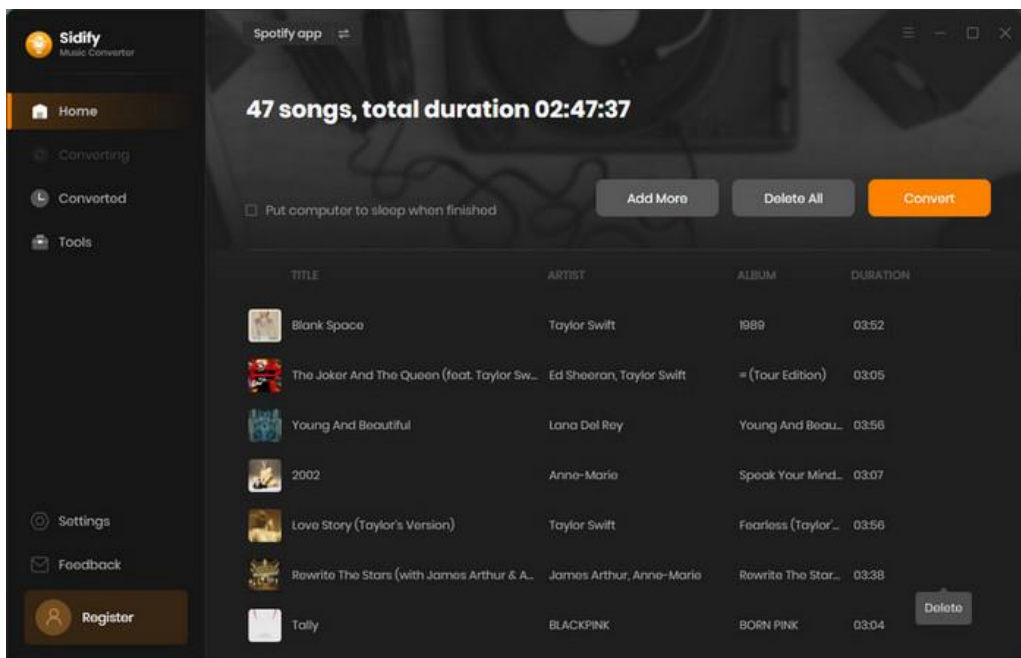 Sidify
Music Converter
Spotify app
Home
Converting
Converted
Tools
47 songs, total duration 02:47:37
Put computer to sleep when finished
Add More
Delete All
Convert
TITLE ARTIST ALBUM DURATION
Blank Space Taylor Swift 1989 03:52
The Joker And The Queen (feat. Taylor Sw... Ed Sheeran, Taylor Swift = (Tour Edition) 03:05
Young And Beautiful Lana Del Rey Young And Beau... 03:56
2002 Anne-Marie Speak Your Mind... 03:07
Love Story (Taylor's Version) Taylor Swift Fearless (Taylor'... 03:56
Rewrite The Stars (with James Arthur & A... James Arthur, Anne-Marie Rewrite The Star... 03:38
Tally BLACKPINK BORN PINK 03:04
Delete
Settings
Feedback
Register